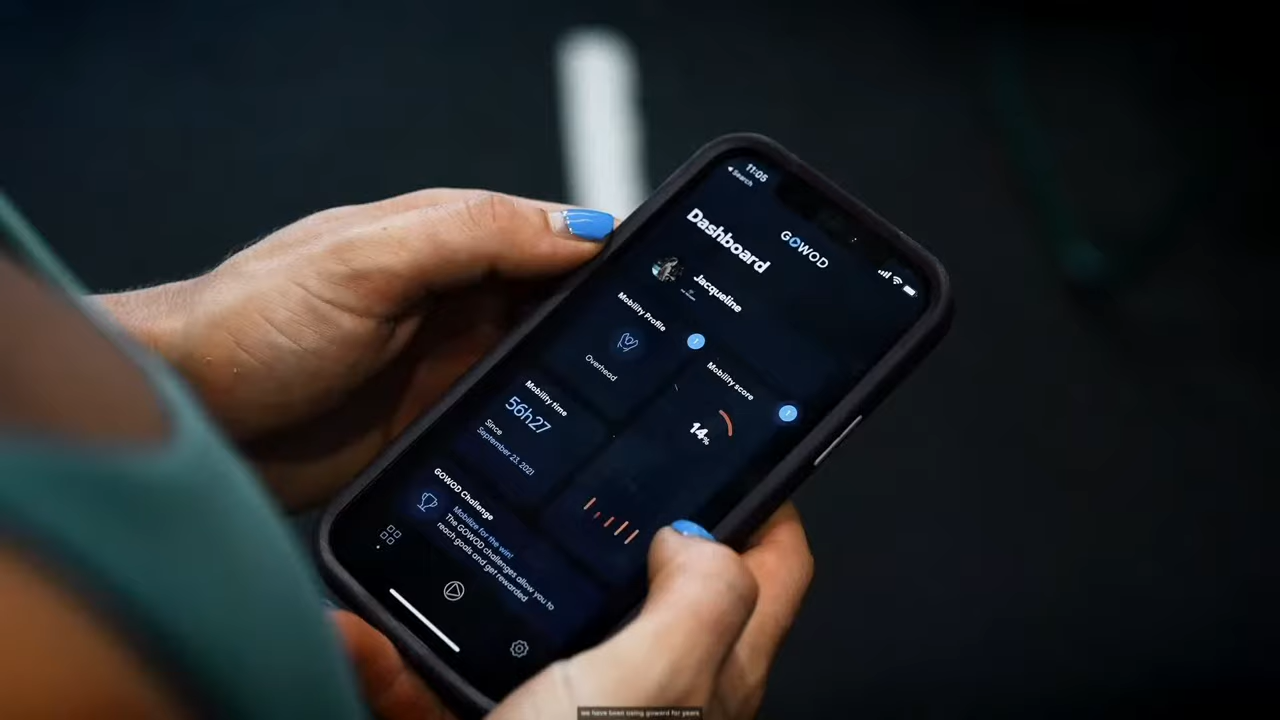 11:05
Search
GOWOD
Dashboard
Jacqueline
Mobility Profile
Overhead
Mobility score
14%
Mobility time
56h27
Since
September 23, 2021
GOWOD Challenge
Mobilize for the win!
The GOWOD challenges allow you to
reach goals and get rewarded
we have been using goword for years